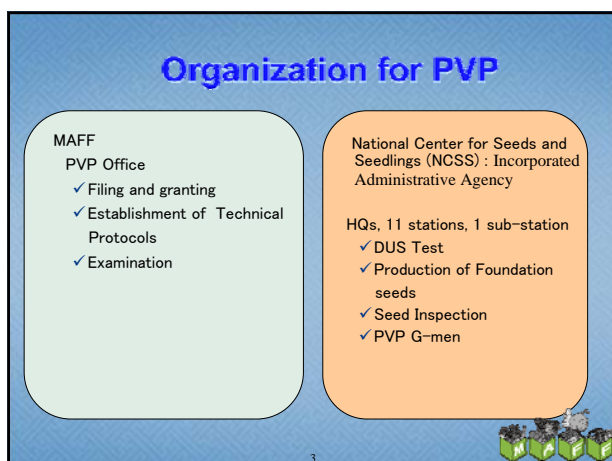 Organization for PVP
MAFF
PVP Office
✓Filing and granting
✓Establishment of Technical
Protocols
✓Examination
National Center for Seeds and
Seedlings (NCSS) : Incorporated
Administrative Agency
HQs, 11 stations, 1 sub-station
✓DUS Test
✓Production of Foundation
seeds
✓Seed Inspection
✓PVP G-men
3
M A F F